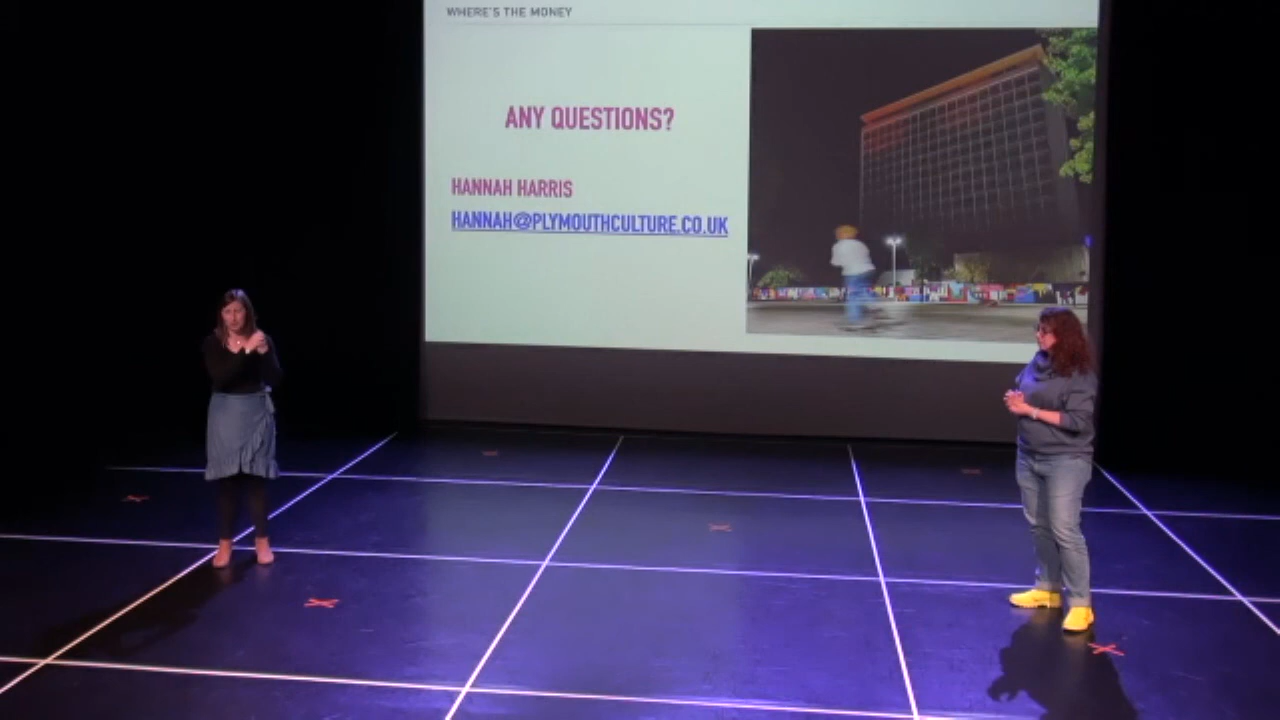 WHERE'S THE MONEY
ANY QUESTIONS?
HANNAH HARRIS
HANNAH@PLYMOUTHCULTURE.CO.UK